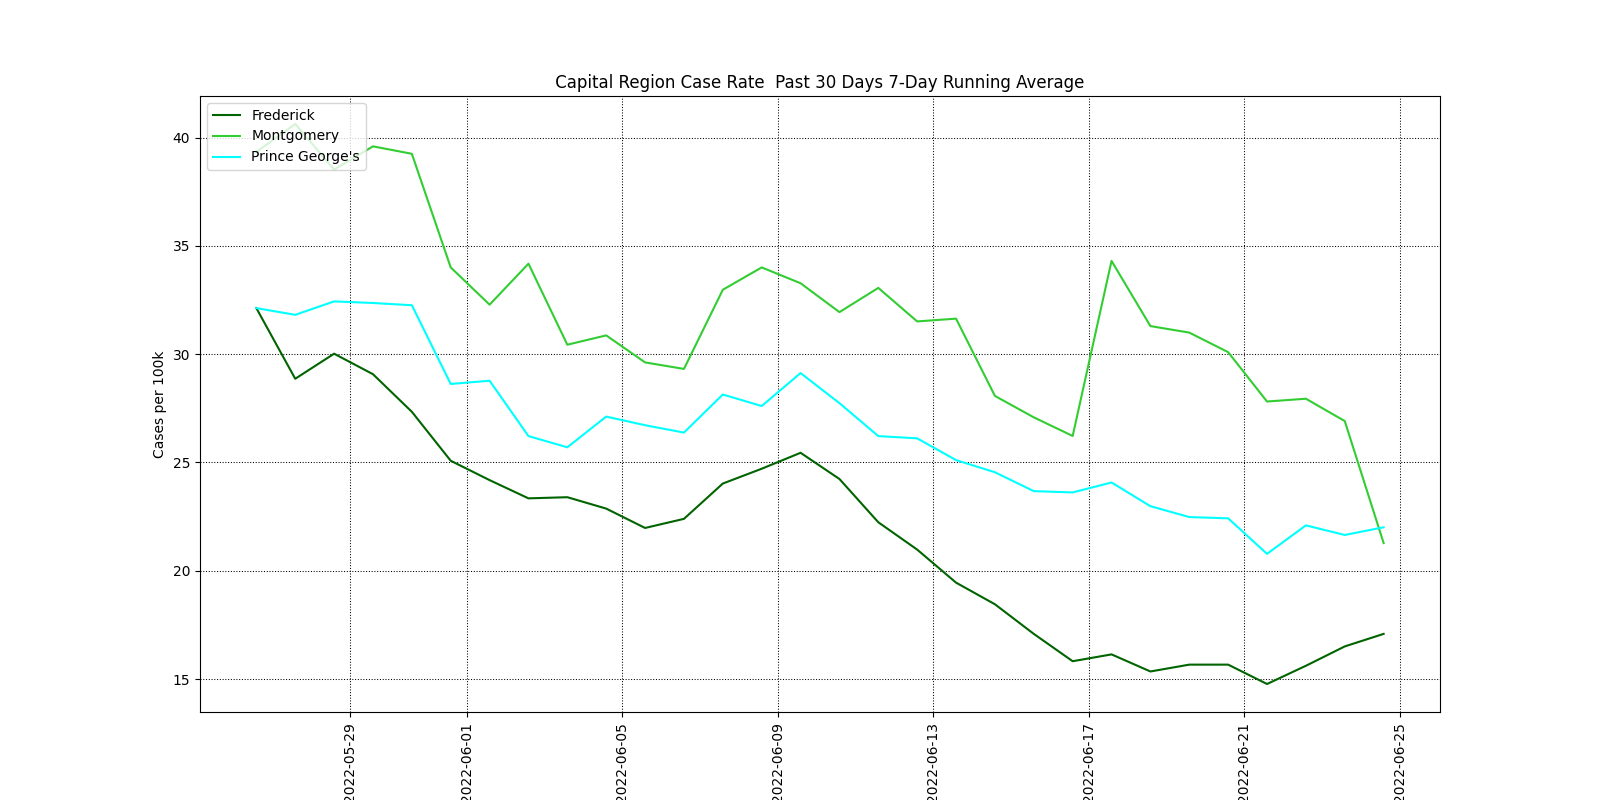 Capital Region Case Rate  Past 30 Days 7-Day Running Average
Frederick
Montgomery
Prince George's
Cases per 100k
40
35
30
25
20
15
2022-05-29
2022-06-01
2022-06-05
2022-06-09
2022-06-13
2022-06-17
2022-06-21
2022-06-25